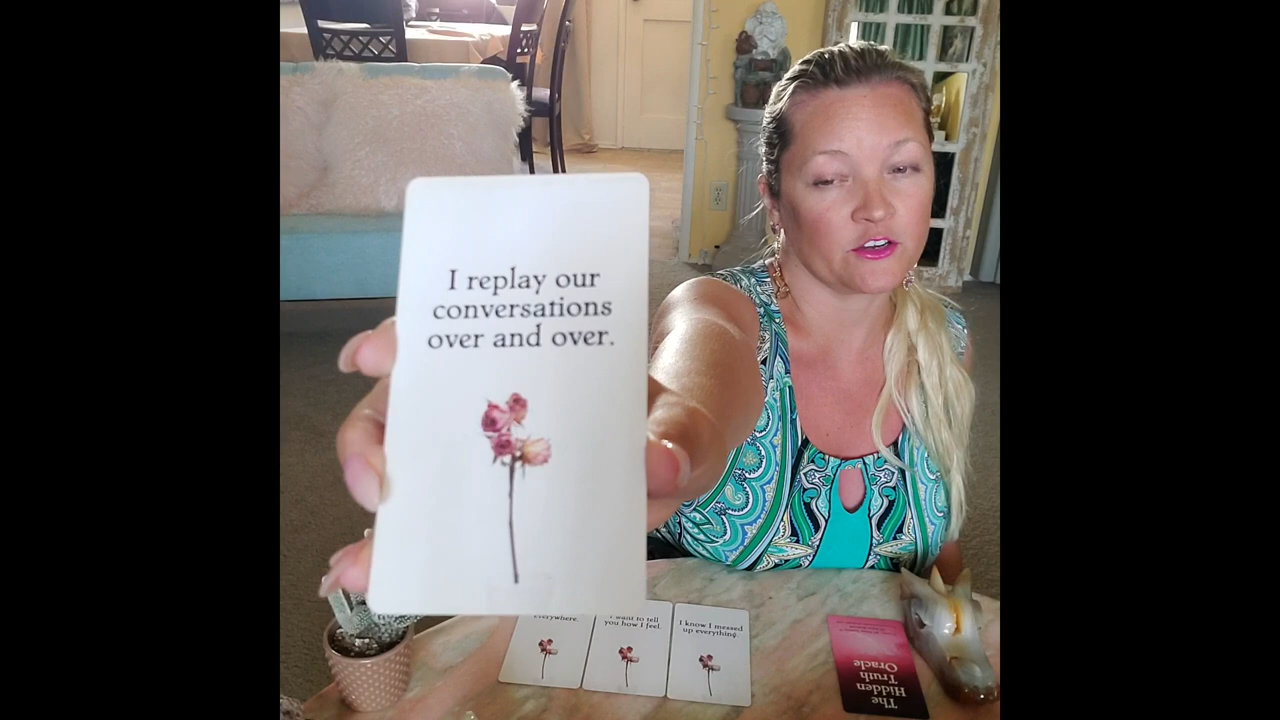 I replay our
conversations
over and over.
everywhere.
I want to tell
you how I feel.
I know I messed
up everything.
The
Hidden
Truth
Oracle